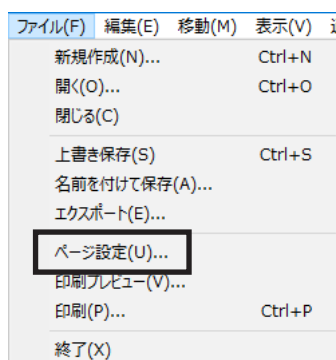 ファイル(F) 編集(E) 移動(M) 表示(V)
新規作成(N)... Ctrl+N
開く(O)... Ctrl+O
閉じる(C)
上書き保存(S) Ctrl+S
名前を付けて保存(A)...
エクスポート(E)...
ページ設定(U)...
印刷プレビュー(V)...
印刷(P)... Ctrl+P
終了(X)